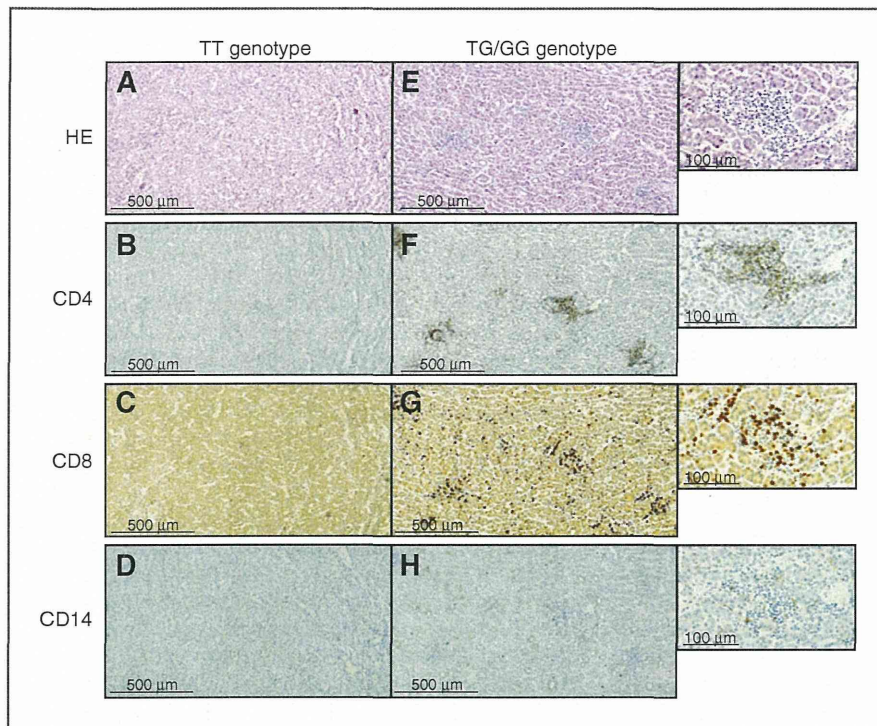 TT genotype TG/GG genotype
HE A E
500 µm 500 µm 100 µm
CD4 B F
500 µm 500 µm 100 µm
CD8 C G
500 µm 500 µm 100 µm
CD14 D H
500 µm 500 µm 100 µm